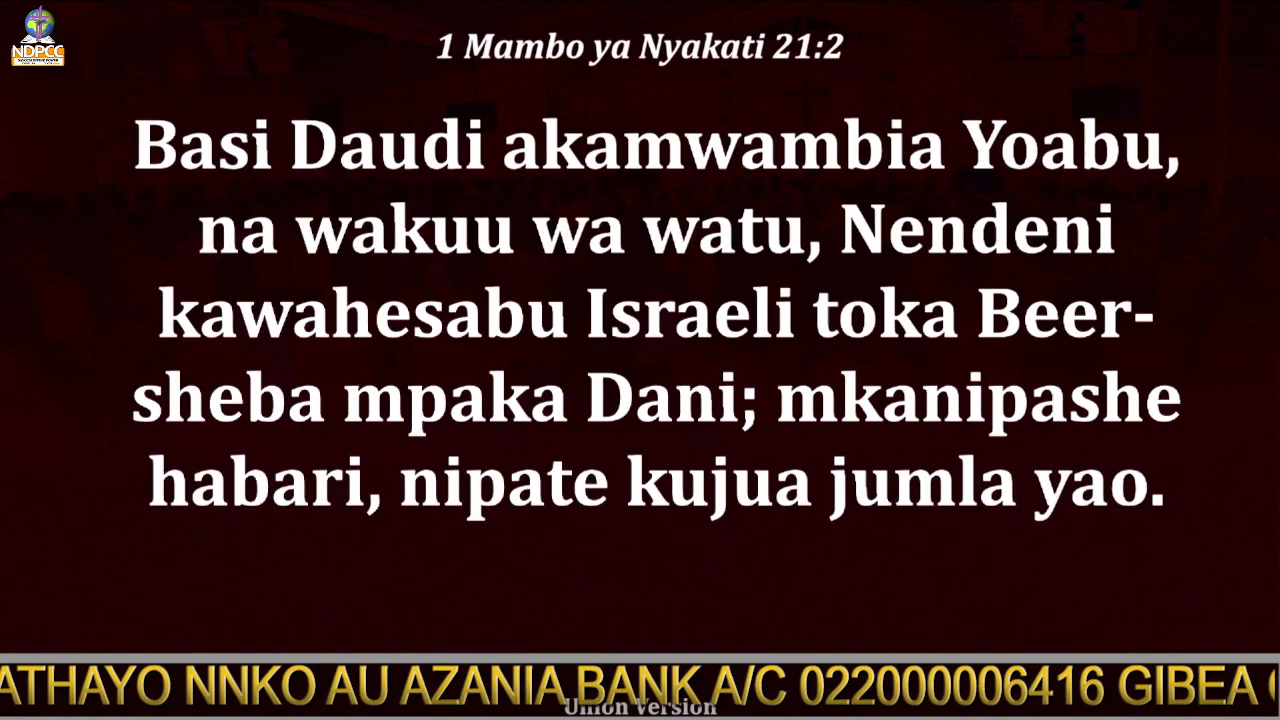 NDPCC
1 Mambo ya Nyakati 21:2
Basi Daudi akamwambia Yoabu,
na wakuu wa watu, Nendeni
kawahesabu Israeli toka Beer-
sheba mpaka Dani; mkanipashe
habari, nipate kujua jumla yao.
ATHAYO NNKO AU AZANIA BANK A/C 022000006416 GIBEA
Union Version